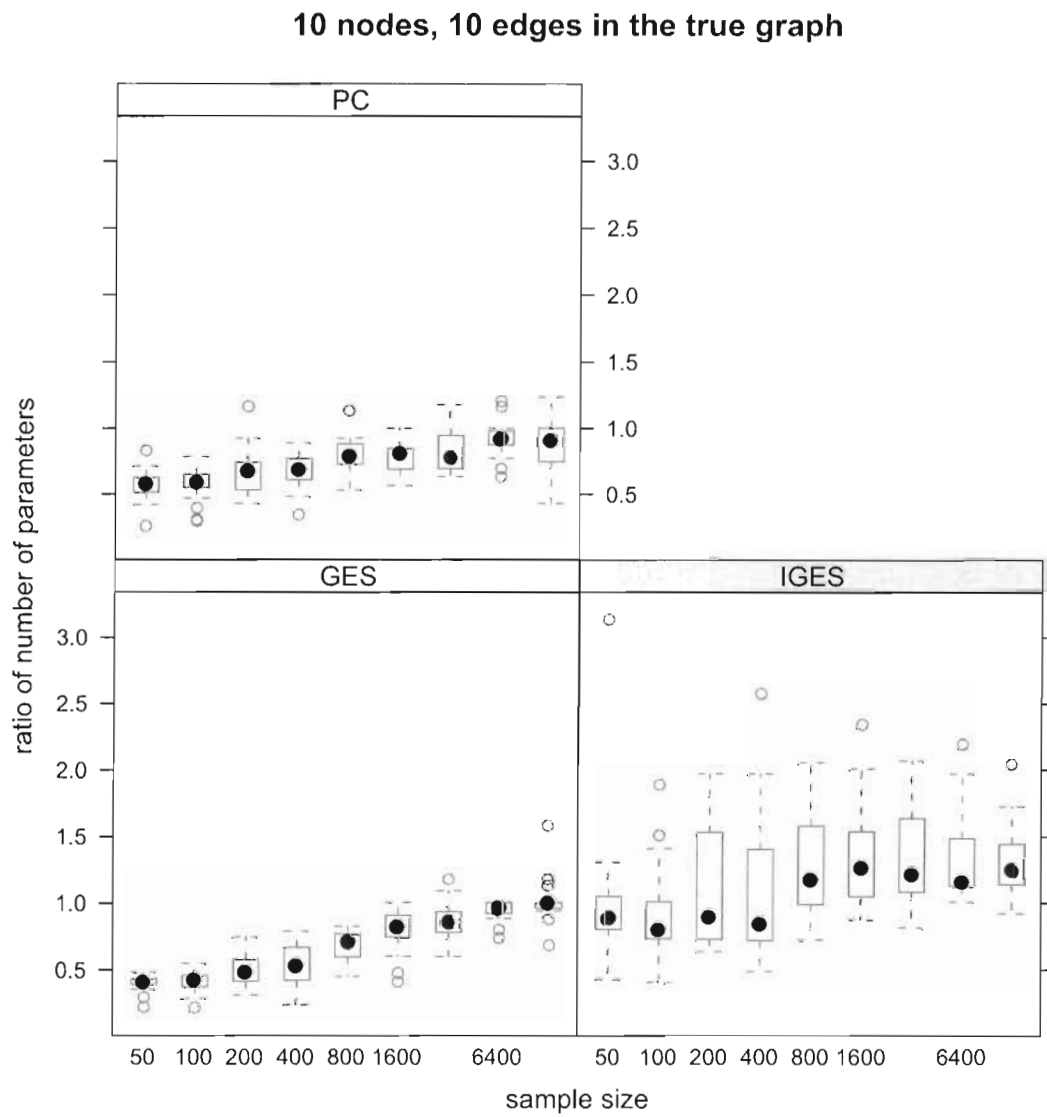 10 nodes, 10 edges in the true graph
PC
3.0
2.5
2.0
1.5
1.0
0.5
ratio of number of parameters
GES
IGES
3.0
2.5
2.0
1.5
1.0
0.5
50 100 200 400 800 1600 6400
50 100 200 400 800 1600 6400
sample size